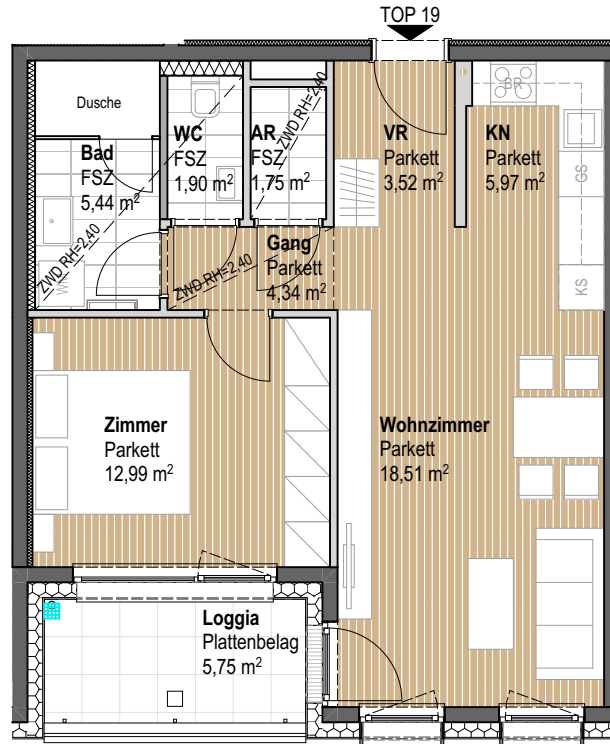 TOP 19
Dusche
Bad
FSZ
5,44 m²
ZWD RH=2,40
WM
WC
FSZ
1,90 m²
AR
FSZ
1,75 m²
ZWD RH=2,40
VR
Parkett
3,52 m²
KN
Parkett
5,97 m²
BR
GS
KS
Gang
Parkett
4,34 m²
ZWD RH=2,40
Zimmer
Parkett
12,99 m²
Wohnzimmer
Parkett
18,51 m²
Loggia
Plattenbelag
5,75 m²